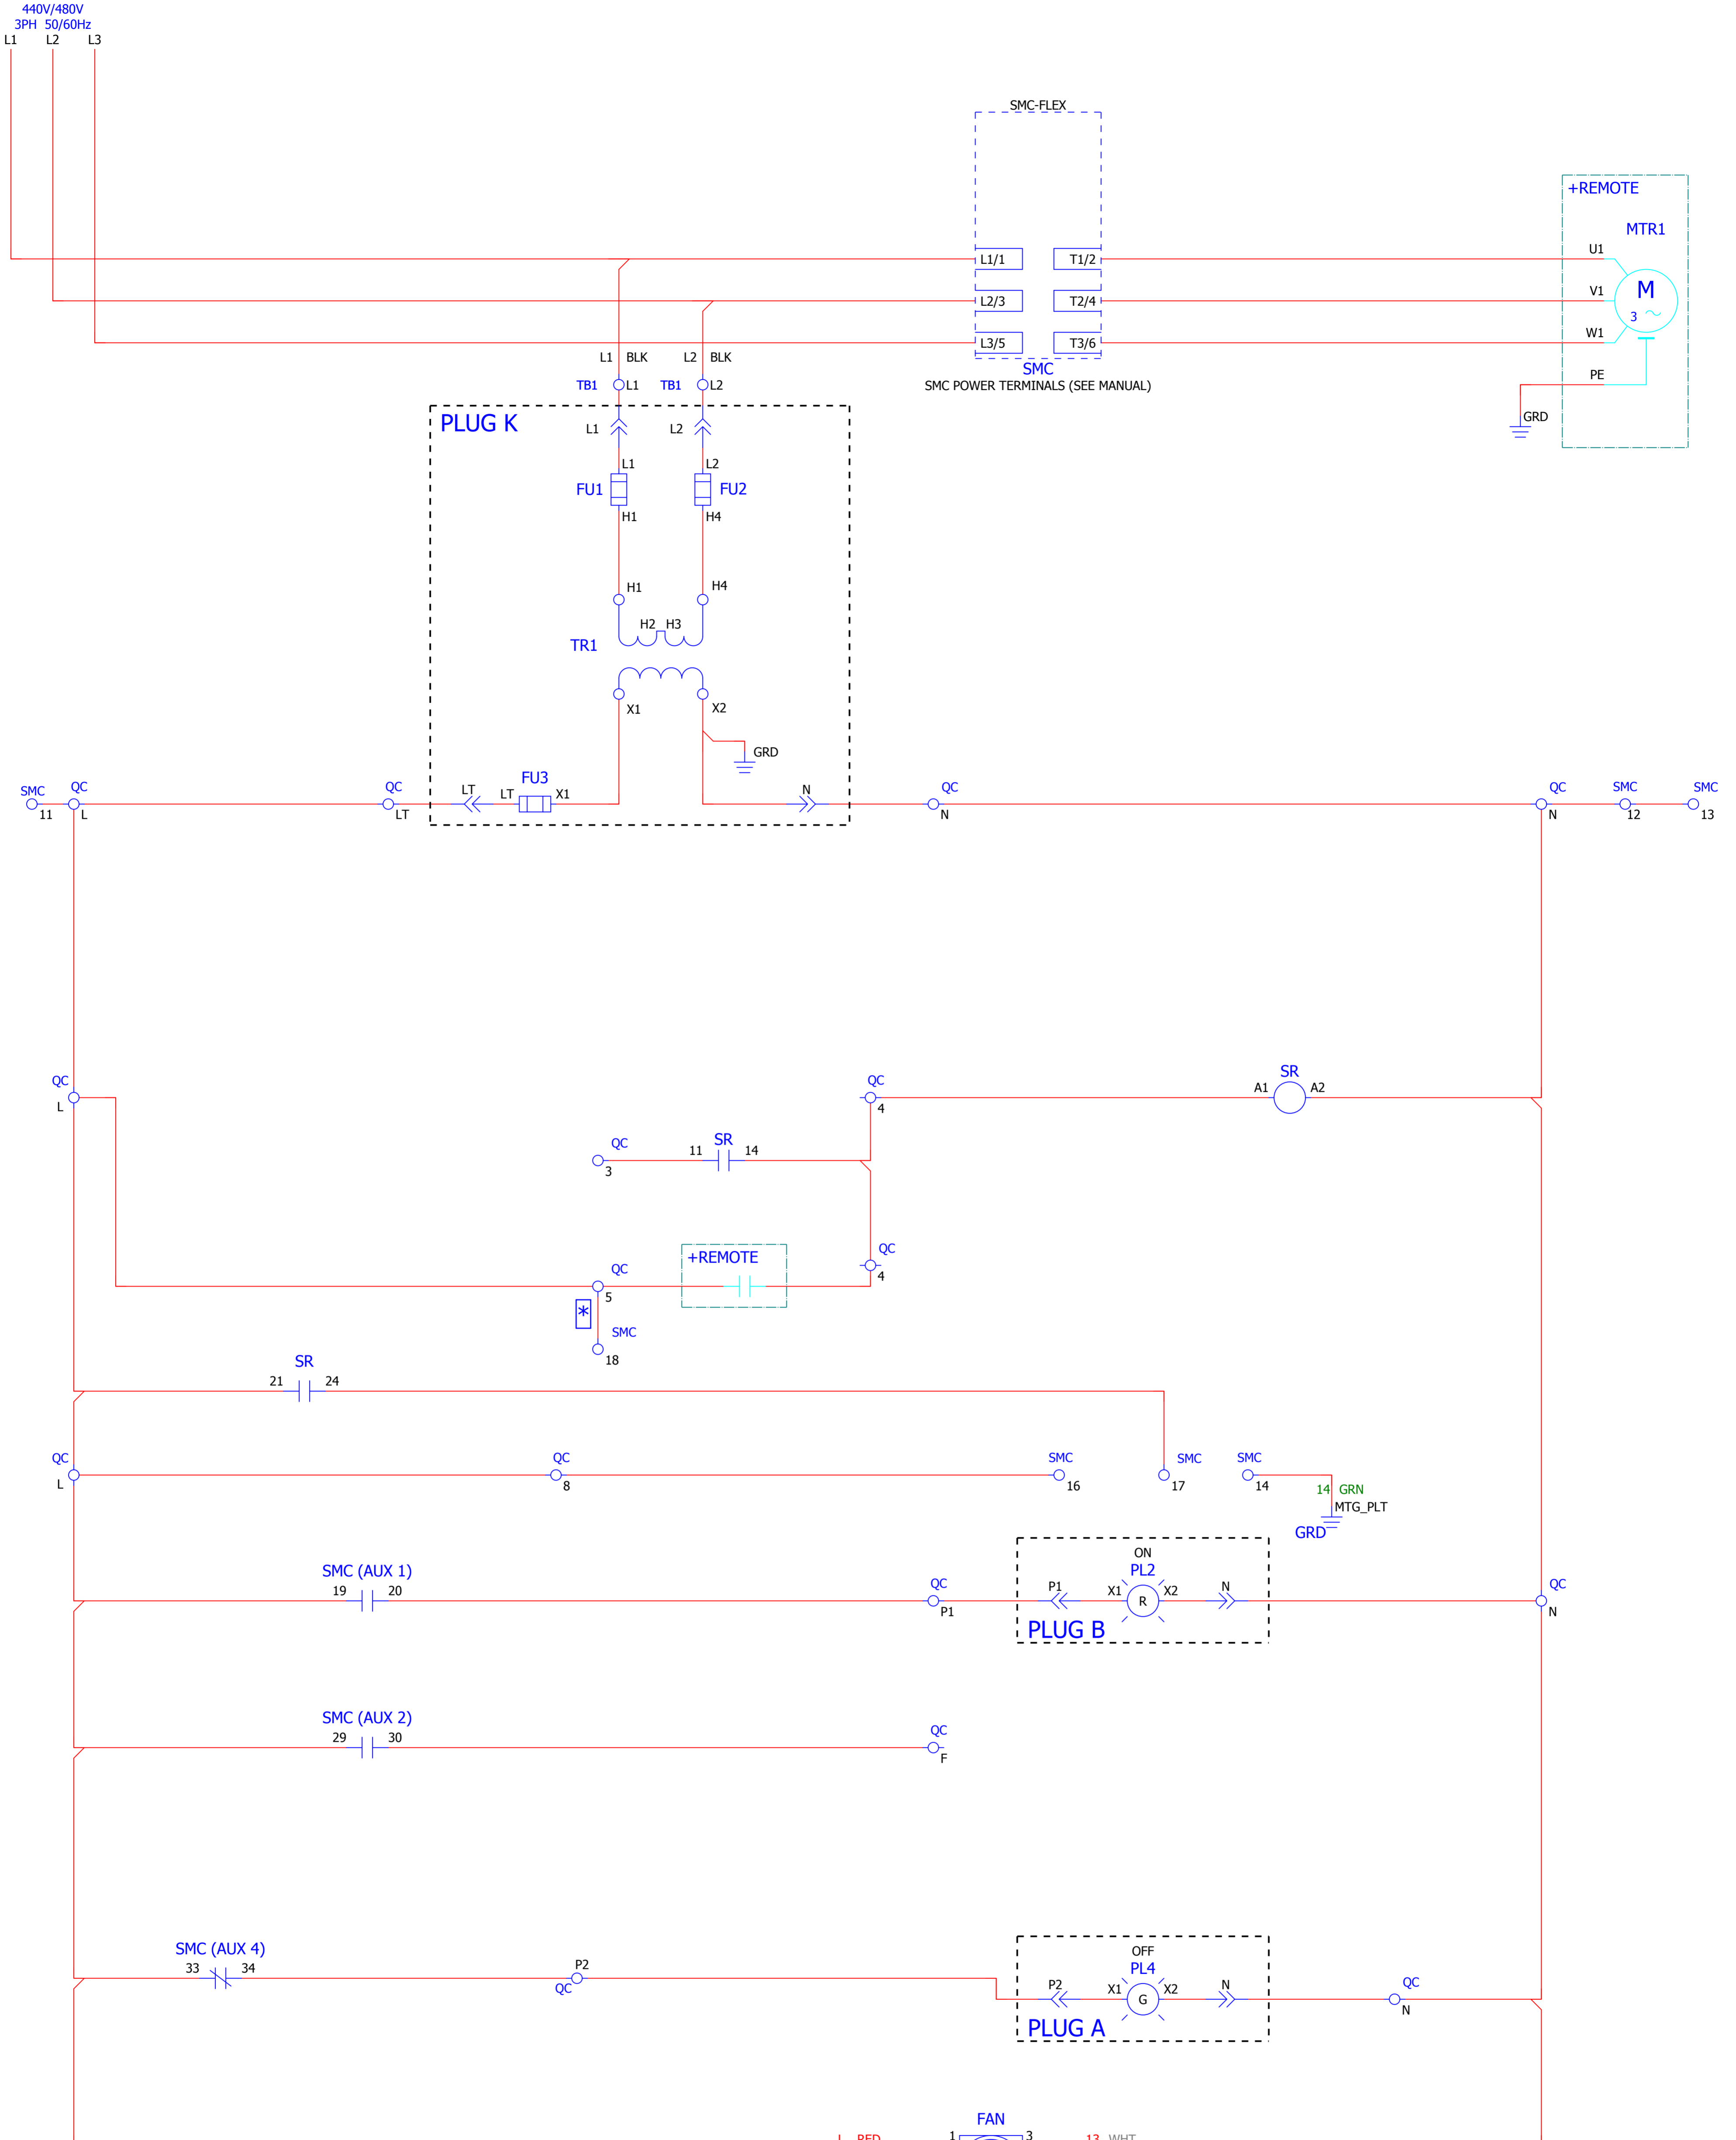 440V/480V
3PH 50/60Hz
L1 L2 L3
SMC-FLEX
+REMOTE
MTR1
L1/1 T1/2 U1
L2/3 T2/4 V1 M
3
L3/5 T3/6 W1
L1 BLK L2 BLK
SMC
TB1 L1 TB1 L2
SMC POWER TERMINALS (SEE MANUAL)
PE
GRD
PLUG K
L1 L2
L1 L2
FU1 FU2
H1 H4
H1 H4
H2 H3
TR1
X1 X2
GRD
FU3
SMC QC QC LT LT X1 N QC QC SMC SMC
11 L LT N N 12 13
QC QC SR
L 4 A1 A2
QC 11 SR 14
3
+REMOTE QC
4
QC
5
*
SMC
18
SR
21 24
QC QC SMC SMC SMC
L 8 16 17 14
14 GRN
MTG_PLT
GRD
ON
SMC (AUX 1) PL2
19 20 QC P1 X1 R X2 N QC
P1 N
PLUG B
SMC (AUX 2)
29 30 QC
F
OFF
SMC (AUX 4) PL4
33 34 P2 P2 X1 G X2 N QC
QC N
PLUG A
FAN
L RED 1 3 13 WHT